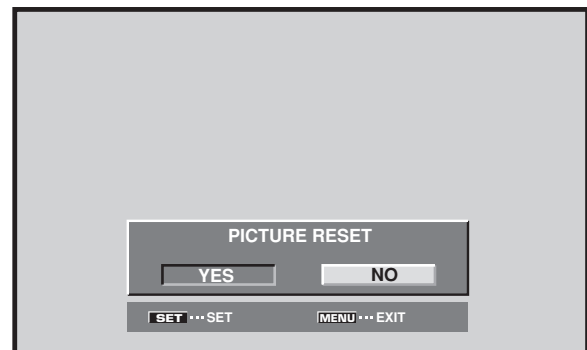 PICTURE RESET
YES NO
SET ··· SET MENU ··· EXIT